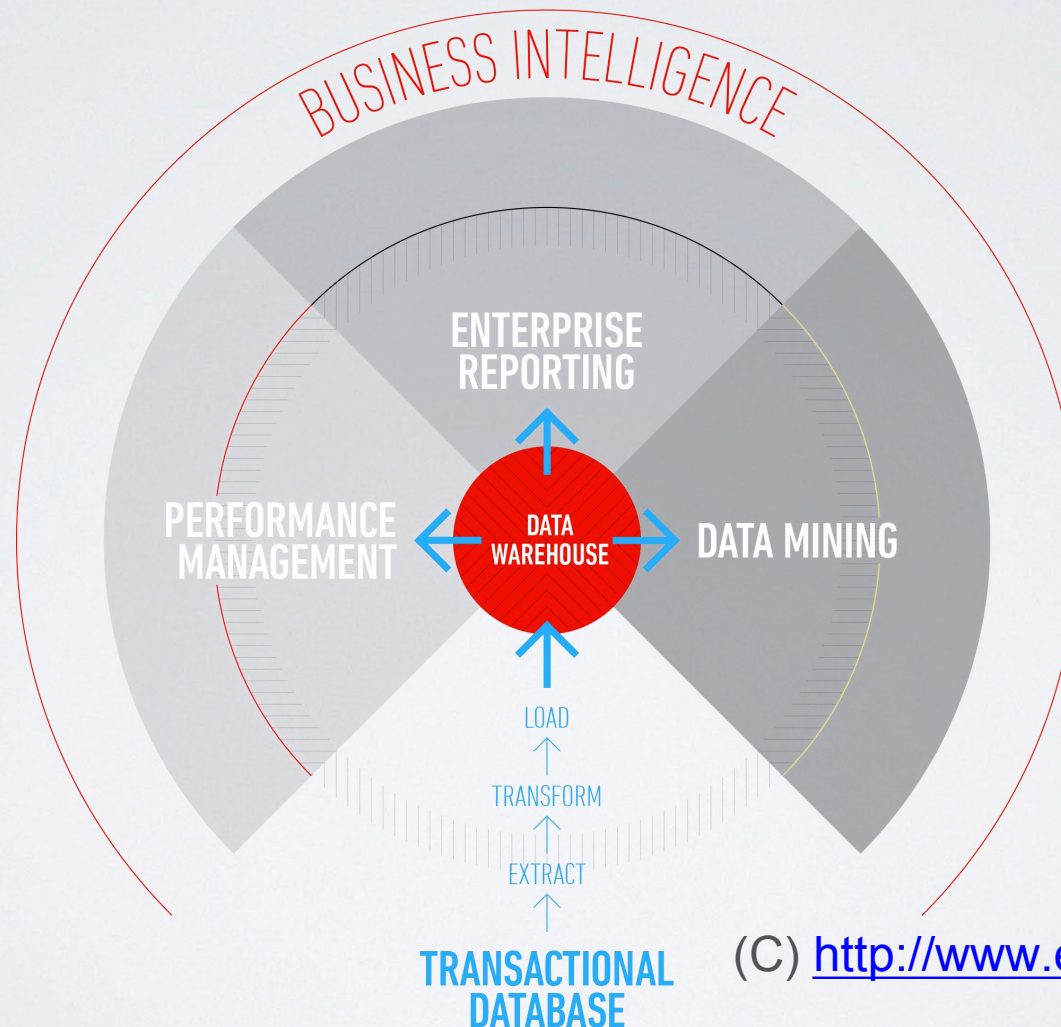 BUSINESS INTELLIGENCE
ENTERPRISE
REPORTING
PERFORMANCE
MANAGEMENT
DATA
WAREHOUSE
DATA MINING
LOAD
TRANSFORM
EXTRACT
TRANSACTIONAL
DATABASE
(C) http://www.e